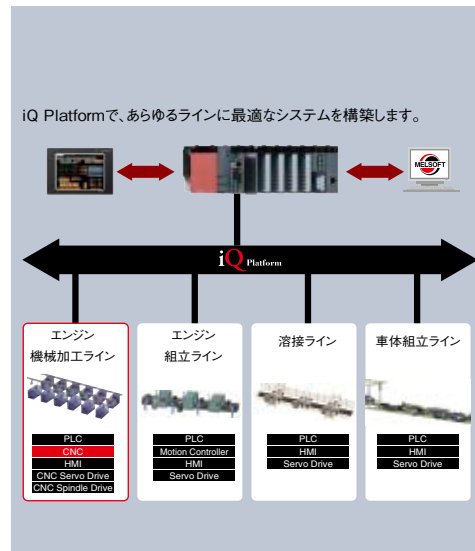 iQ Platformで、あらゆるラインに最適なシステムを構築します。
MELSOFT
iQ Platform
エンジン
機械加工ライン
PLC
CNC
HMI
CNC Servo Drive
CNC Spindle Drive
エンジン
組立ライン
PLC
Motion Controller
HMI
Servo Drive
溶接ライン
PLC
HMI
Servo Drive
車体組立ライン
PLC
HMI
Servo Drive